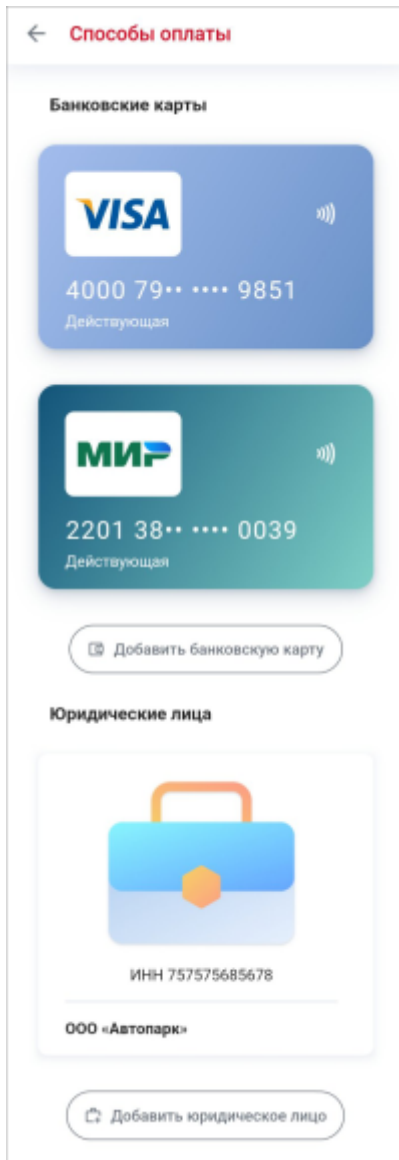 Способы оплаты
Банковские карты
VISA
4000 79•• •••• 9851
Действующая
МИР
2201 38•• •••• 0039
Действующая
Добавить банковскую карту
Юридические лица
ИНН 757575685678
ООО «Автопарк»
Добавить юридическое лицо